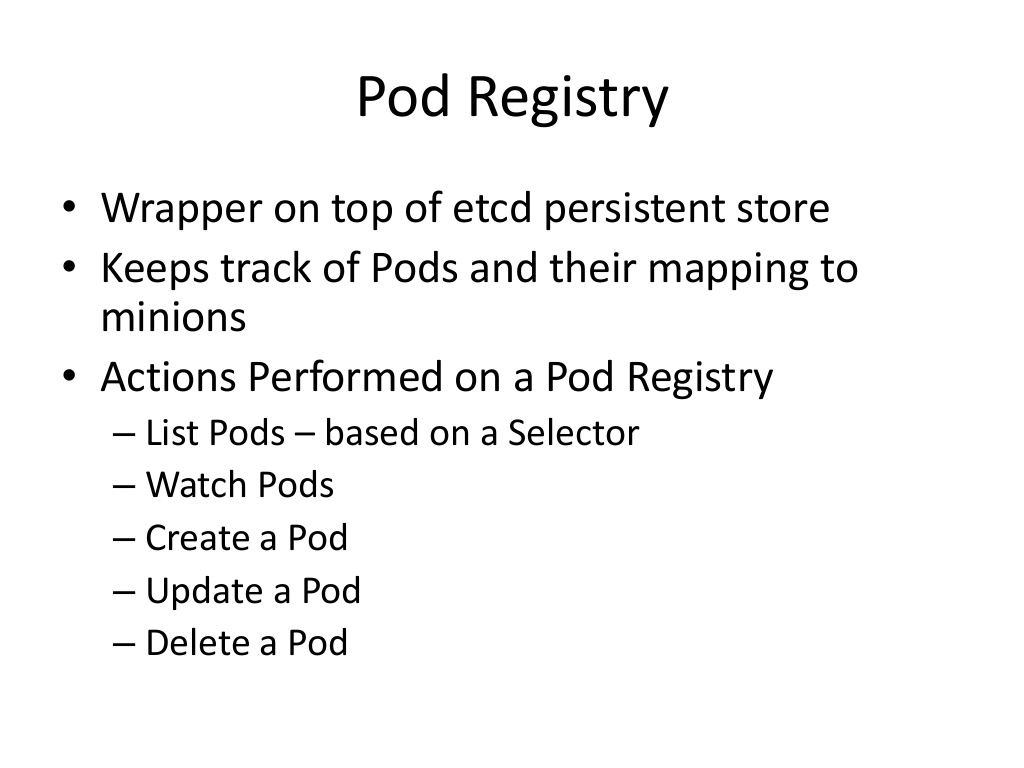 Pod Registry
• Wrapper on top of etcd persistent store
• Keeps track of Pods and their mapping to
minions
• Actions Performed on a Pod Registry
– List Pods – based on a Selector
– Watch Pods
– Create a Pod
– Update a Pod
– Delete a Pod